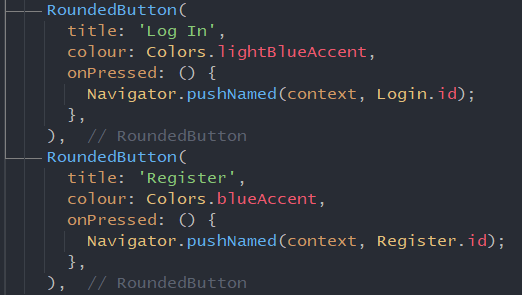 RoundedButton(
title: 'Log In',
colour: Colors.lightBlueAccent,
onPressed: () {
Navigator.pushNamed(context, Login.id);
},
), // RoundedButton
RoundedButton(
title: 'Register',
colour: Colors.blueAccent,
onPressed: () {
Navigator.pushNamed(context, Register.id);
},
), // RoundedButton